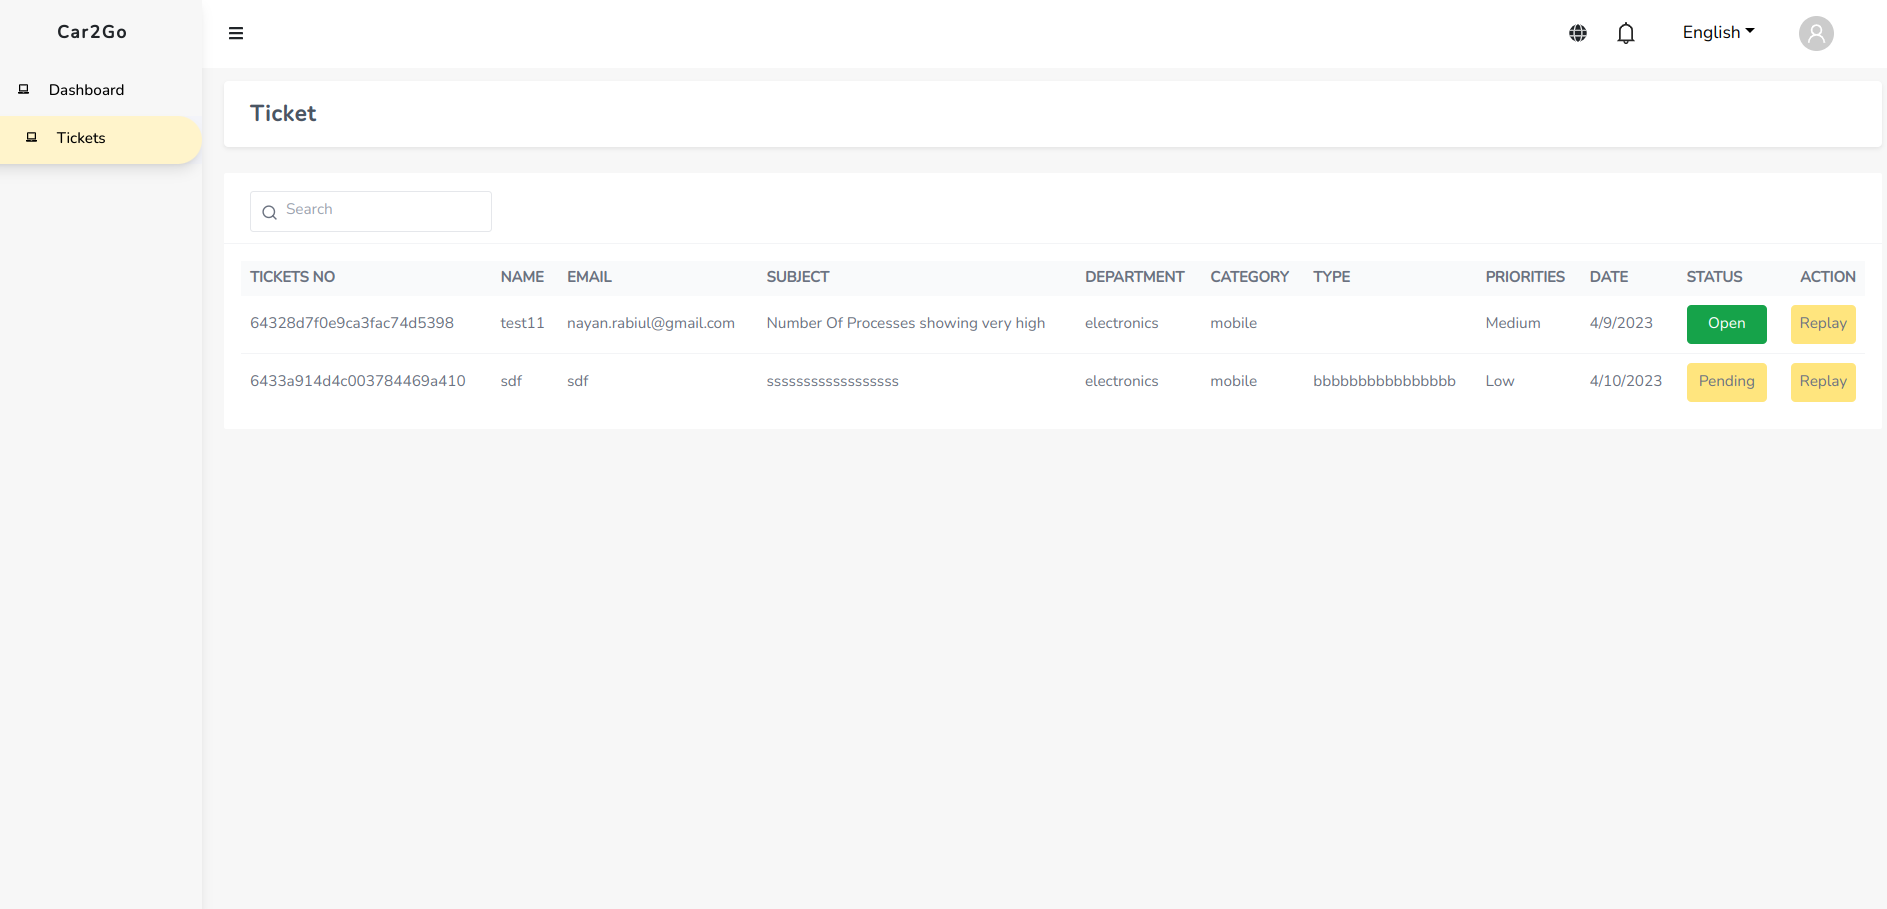 Car2Go
English
Dashboard
Tickets
Ticket
Search
TICKETS NO NAME EMAIL SUBJECT DEPARTMENT CATEGORY TYPE PRIORITIES DATE STATUS ACTION
64328d7f0e9ca3fac74d5398 test11 nayan.rabiul@gmail.com Number Of Processes showing very high electronics mobile Medium 4/9/2023 Open Replay
6433a914d4c003784469a410 sdf sdf ssssssssssssssssss electronics mobile bbbbbbbbbbbbbbbb Low 4/10/2023 Pending Replay